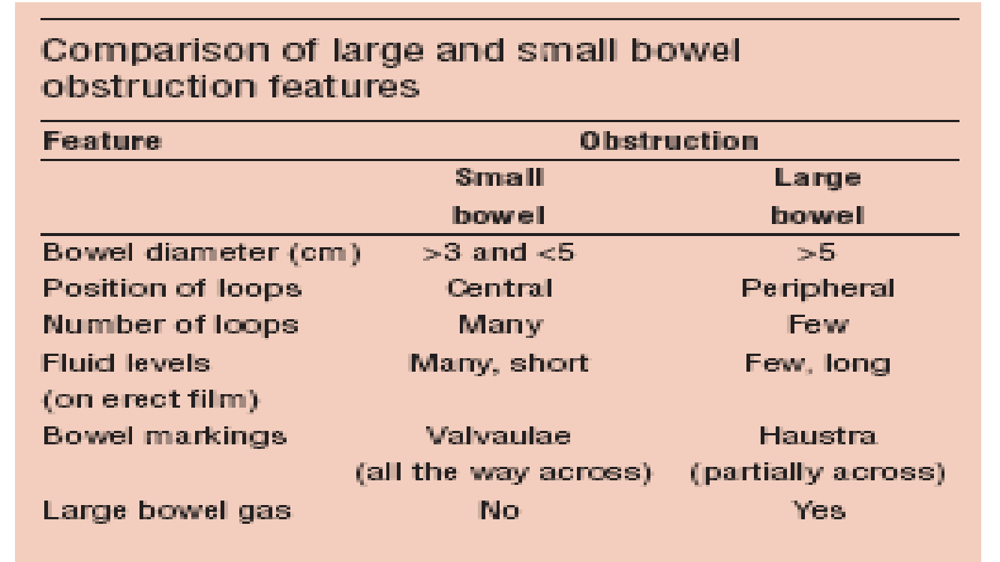 Comparison of large and small bowel
obstruction features
Feature Obstruction
Small Large
bowel bowel
Bowel diameter (cm) >3 and <5 >5
Position of loops Central Peripheral
Number of loops Many Few
Fluid levels Many, short Few, long
(on erect film)
Bowel markings Valvaulae Haustra
(all the way across) (partially across)
Large bowel gas No Yes